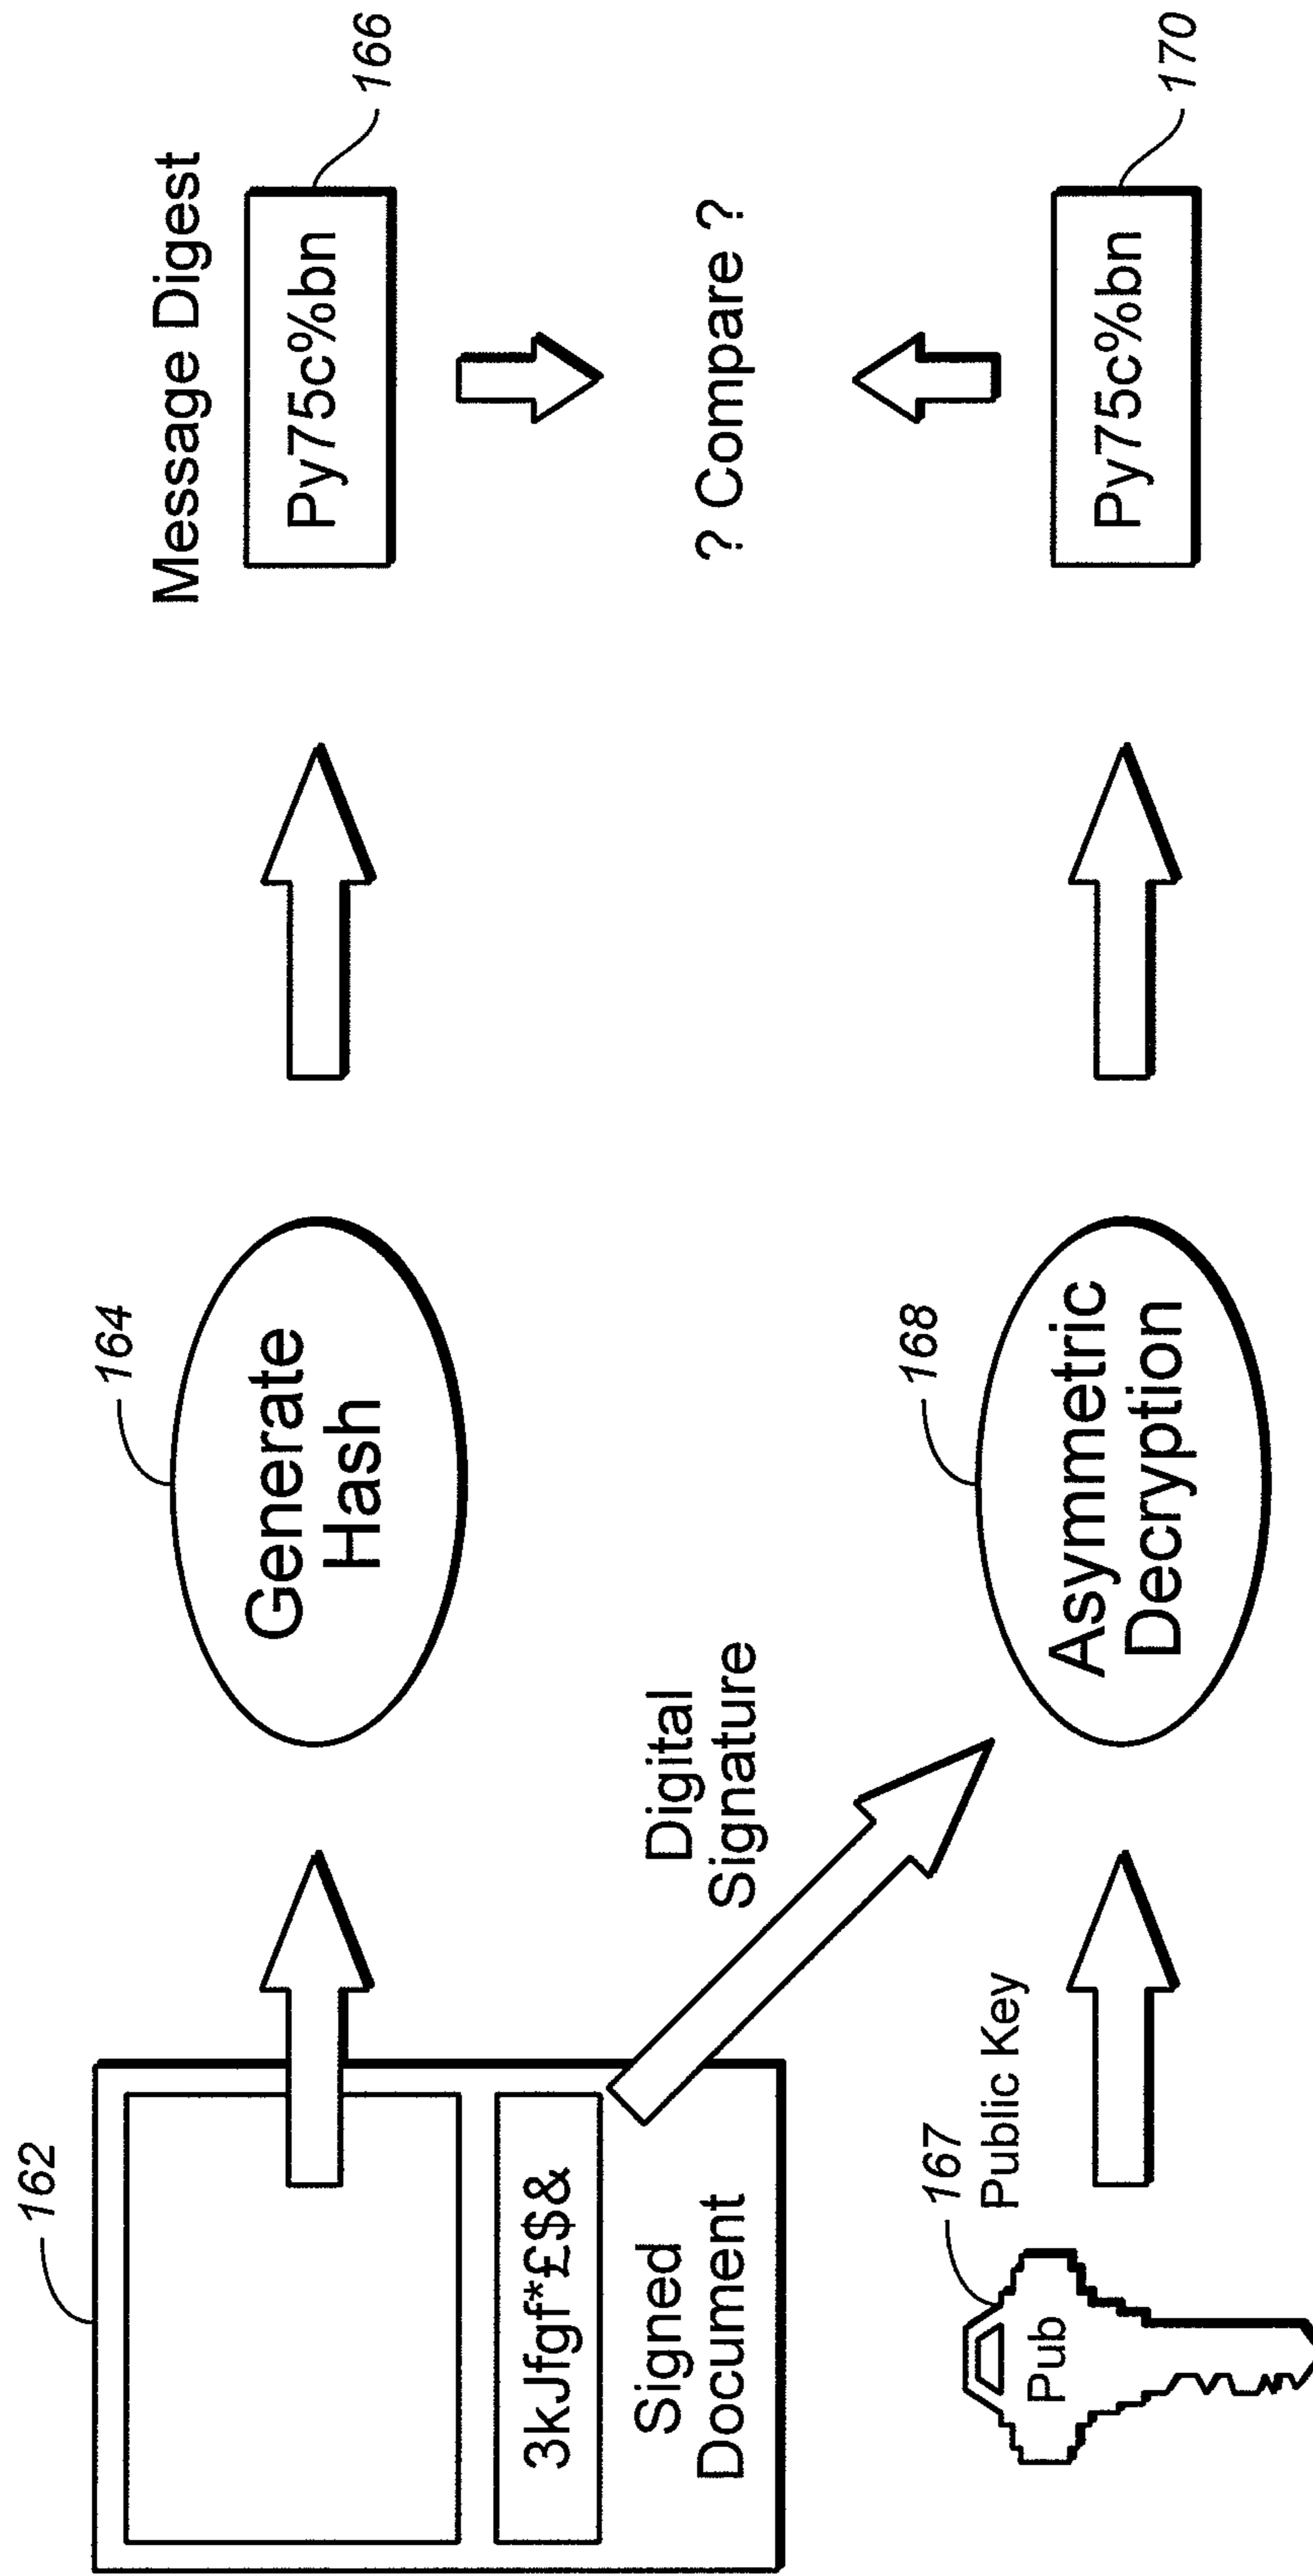 162
3kJfgf*£$&
Signed
Document
164
Generate
Hash
Message Digest
Py75c%bn
166
? Compare ?
Digital
Signature
167
Public Key
Pub
168
Asymmetric
Decryption
Py75c%bn
170